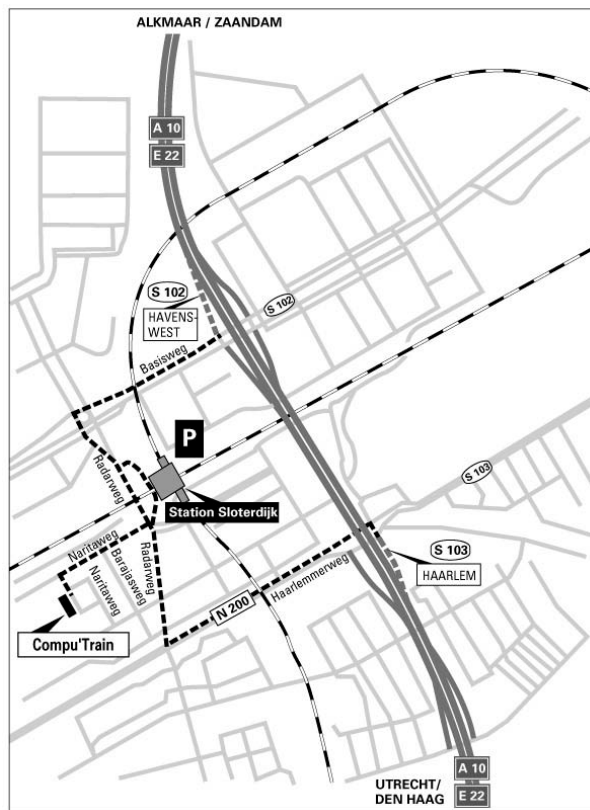 ALKMAAR / ZAANDAM
A 10
E 22
S 102
HAVENS-
WEST
S 102
Basisweg
P
Radarweg
Station Sloterdijk
S 103
Naritaweg
Barajasweg
Radarweg
Naritaweg
Haarlemmerweg
S 103
HAARLEM
N 200
Compu'Train
A 10
UTRECHT/
DEN HAAG
E 22